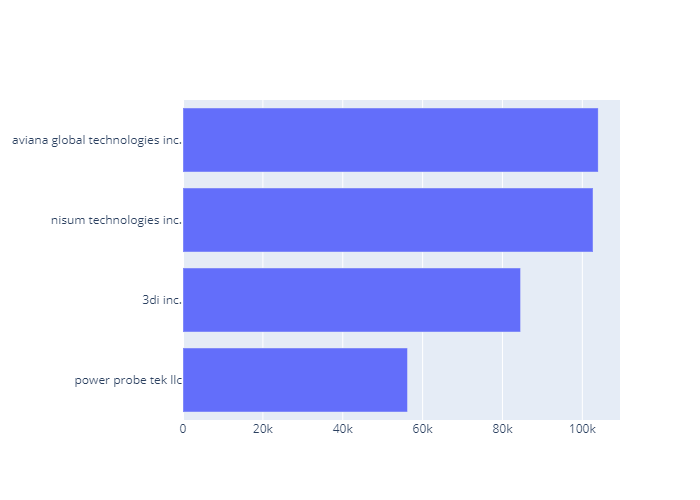 aviana global technologies inc.
nisum technologies inc.
3di inc.
power probe tek llc
0 20k 40k 60k 80k 100k